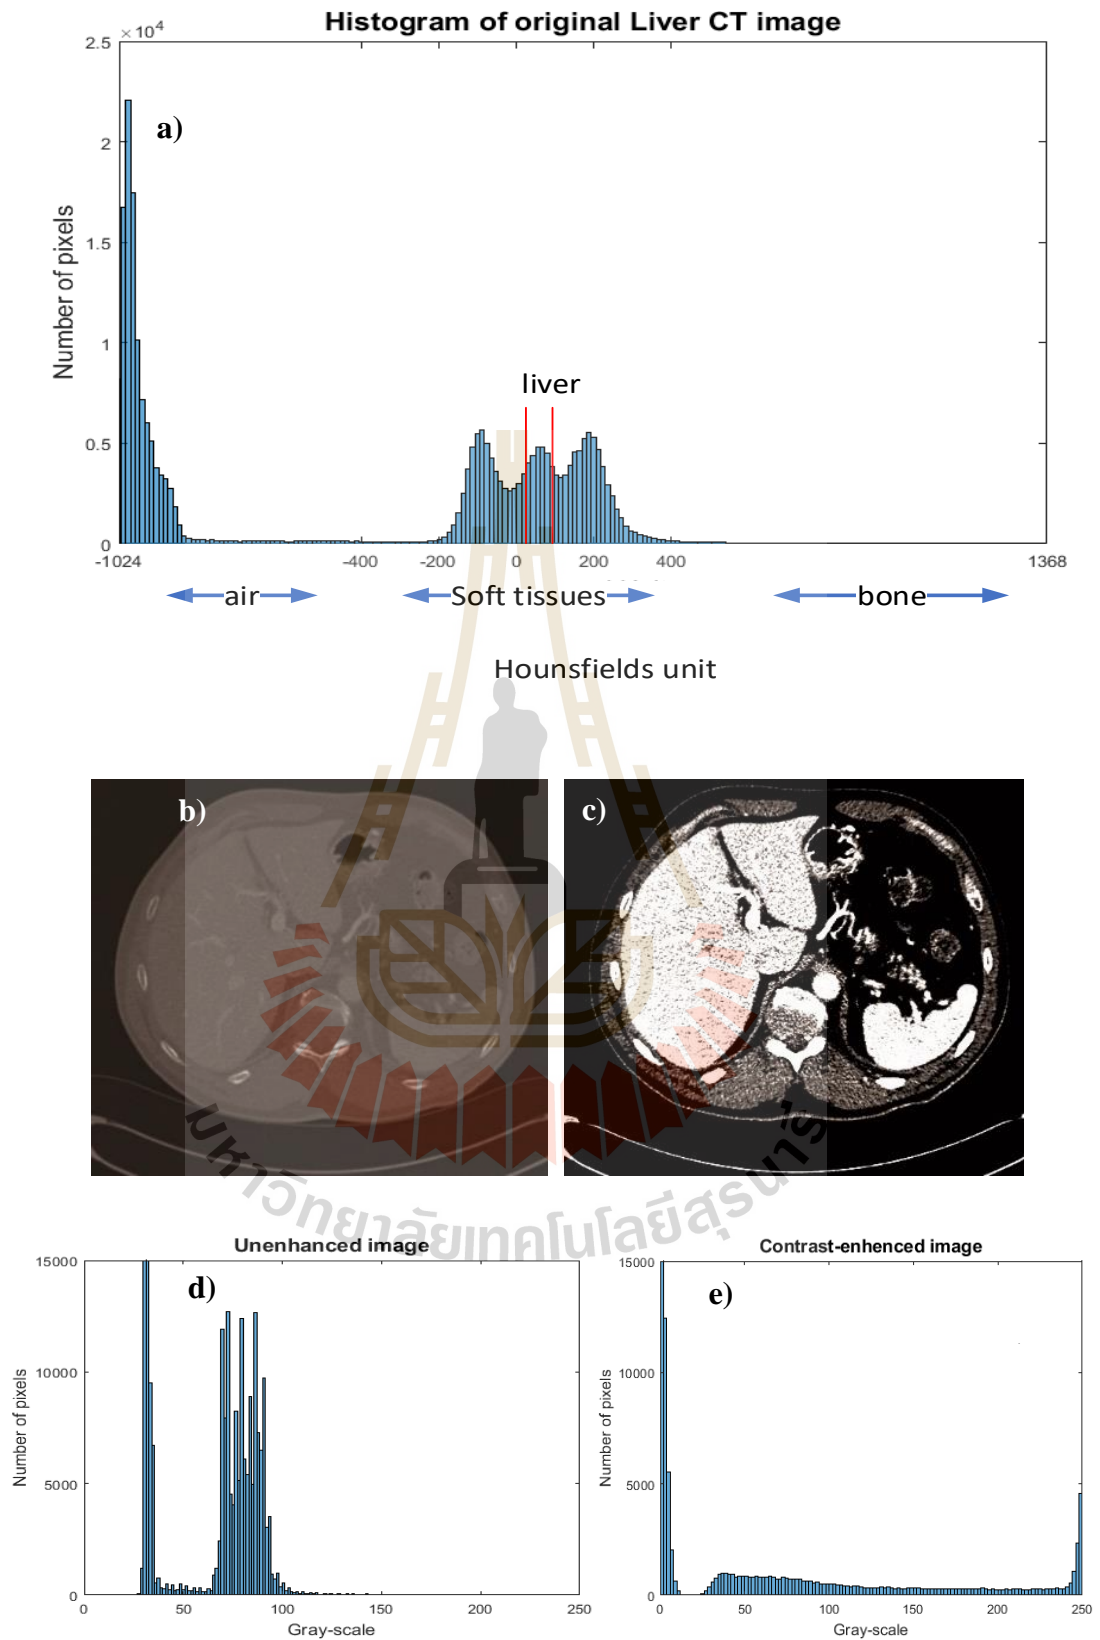 Histogram of original Liver CT image
×10⁴
2.5
a)
2
1.5
1
0.5
0
Number of pixels
liver
-1024 -400 -200 0 200 400 1368
air Soft tissues bone
Hounsfields unit
b) c)
มหาวิทยาลัยเทคโนโลยีสุรนารี
Unenhanced image
d)
15000
10000
5000
0
Number of pixels
0 50 100 150 200 250
Gray-scale
Contrast-enhenced image
e)
15000
10000
5000
0
Number of pixels
0 50 100 150 200 250
Gray-scale